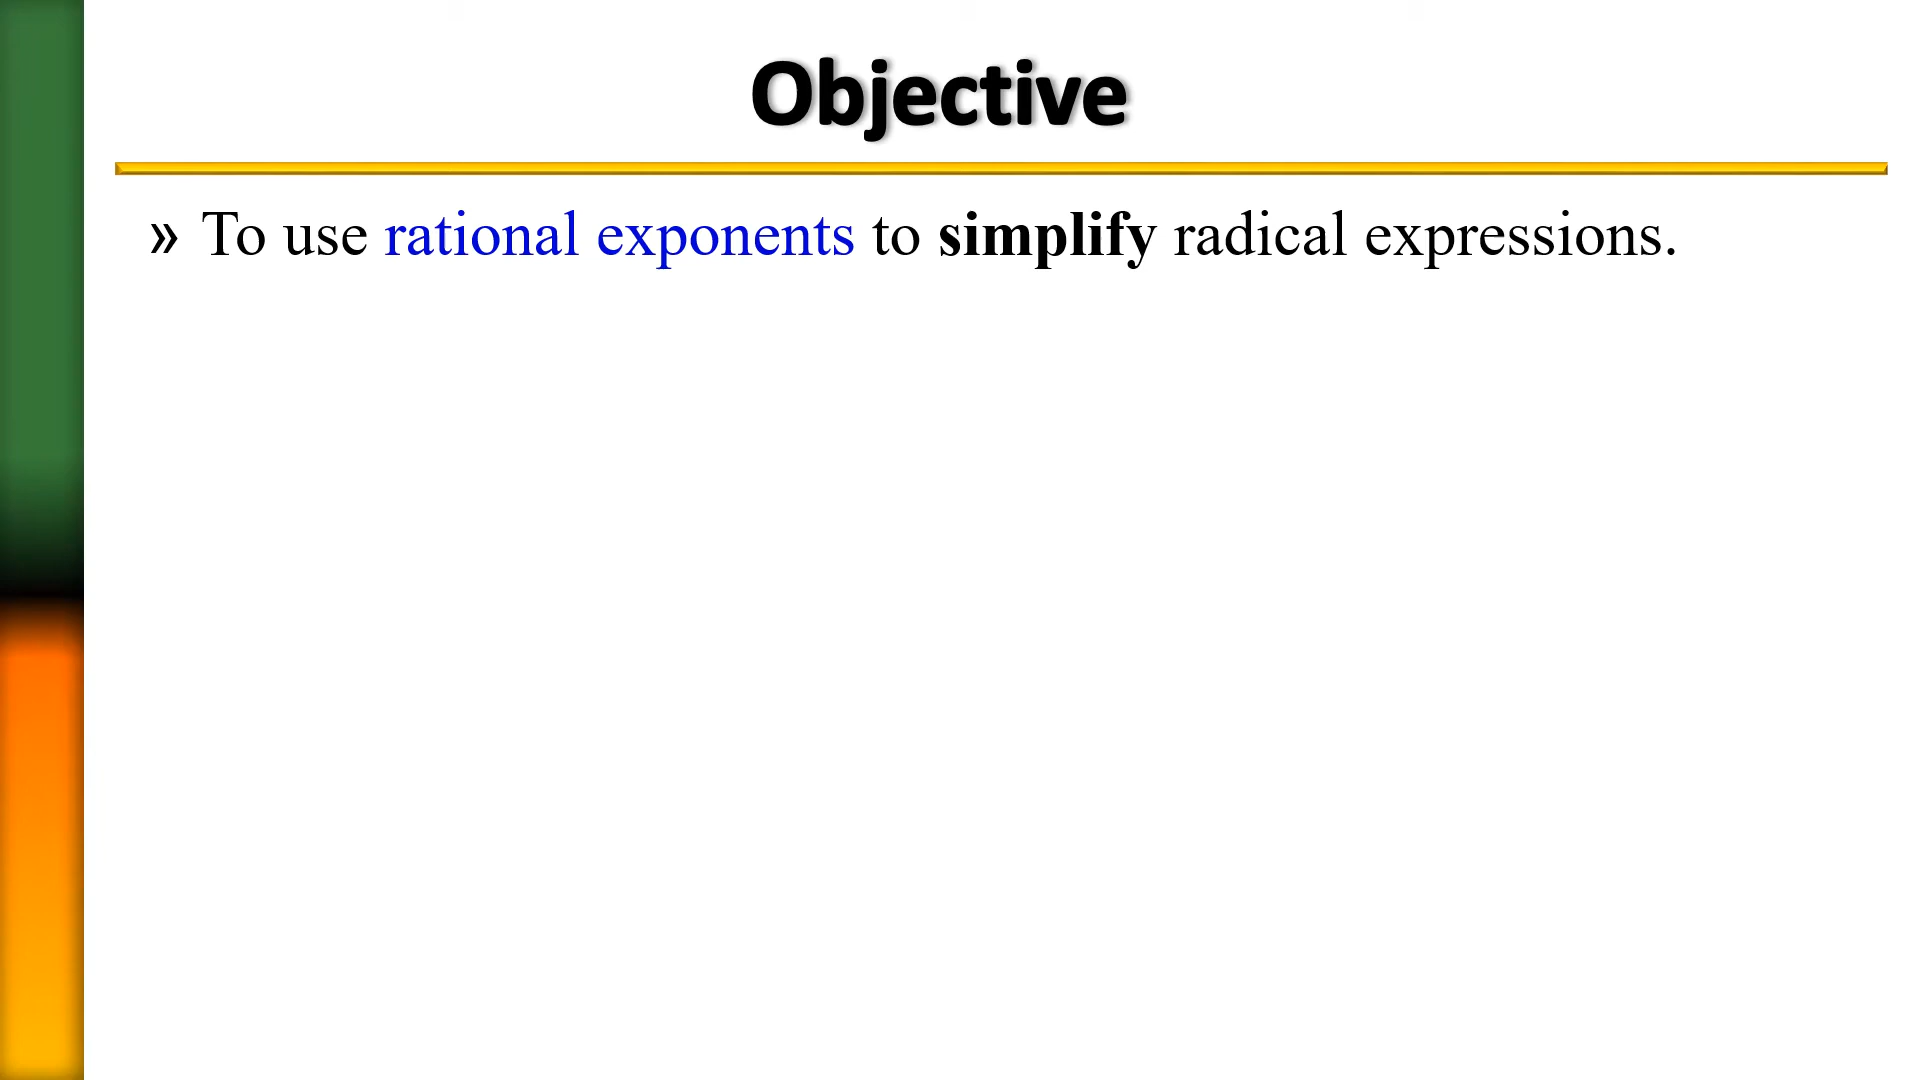 Objective
» To use rational exponents to simplify radical expressions.